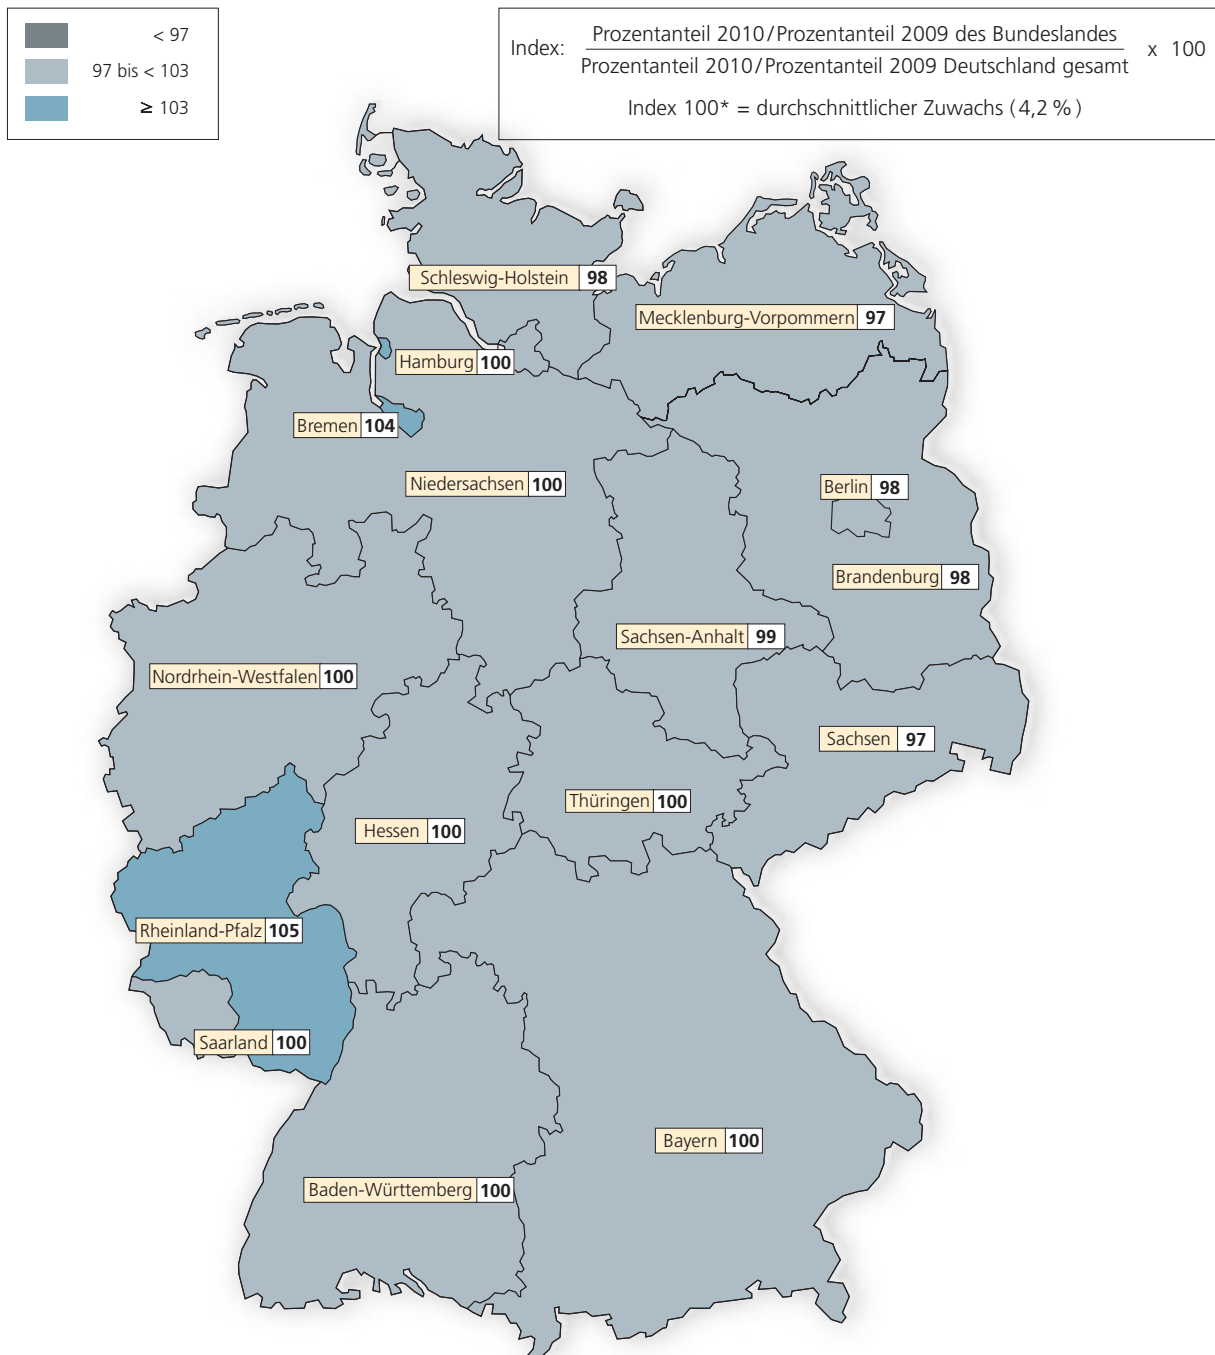 < 97
97 bis < 103
≥ 103
Index: Prozentanteil 2010/Prozentanteil 2009 des Bundeslandes
Prozentanteil 2010/Prozentanteil 2009 Deutschland gesamt
x 100
Index 100* = durchschnittlicher Zuwachs (4,2 %)
Schleswig-Holstein 98
Mecklenburg-Vorpommern 97
Hamburg 100
Bremen 104
Niedersachsen 100
Berlin 98
Brandenburg 98
Sachsen-Anhalt 99
Nordrhein-Westfalen 100
Sachsen 97
Thüringen 100
Hessen 100
Rheinland-Pfalz 105
Saarland 100
Bayern 100
Baden-Württemberg 100